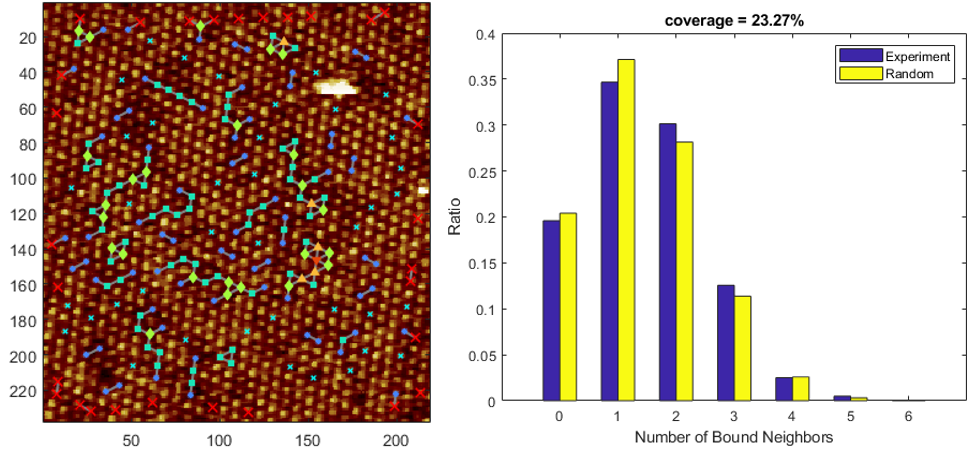 20
40
60
80
100
120
140
160
180
200
220
50 100 150 200
coverage = 23.27%
Experiment
Random
0.4
0.35
0.3
0.25
0.2
0.15
0.1
0.05
0
Ratio
0 1 2 3 4 5 6
Number of Bound Neighbors